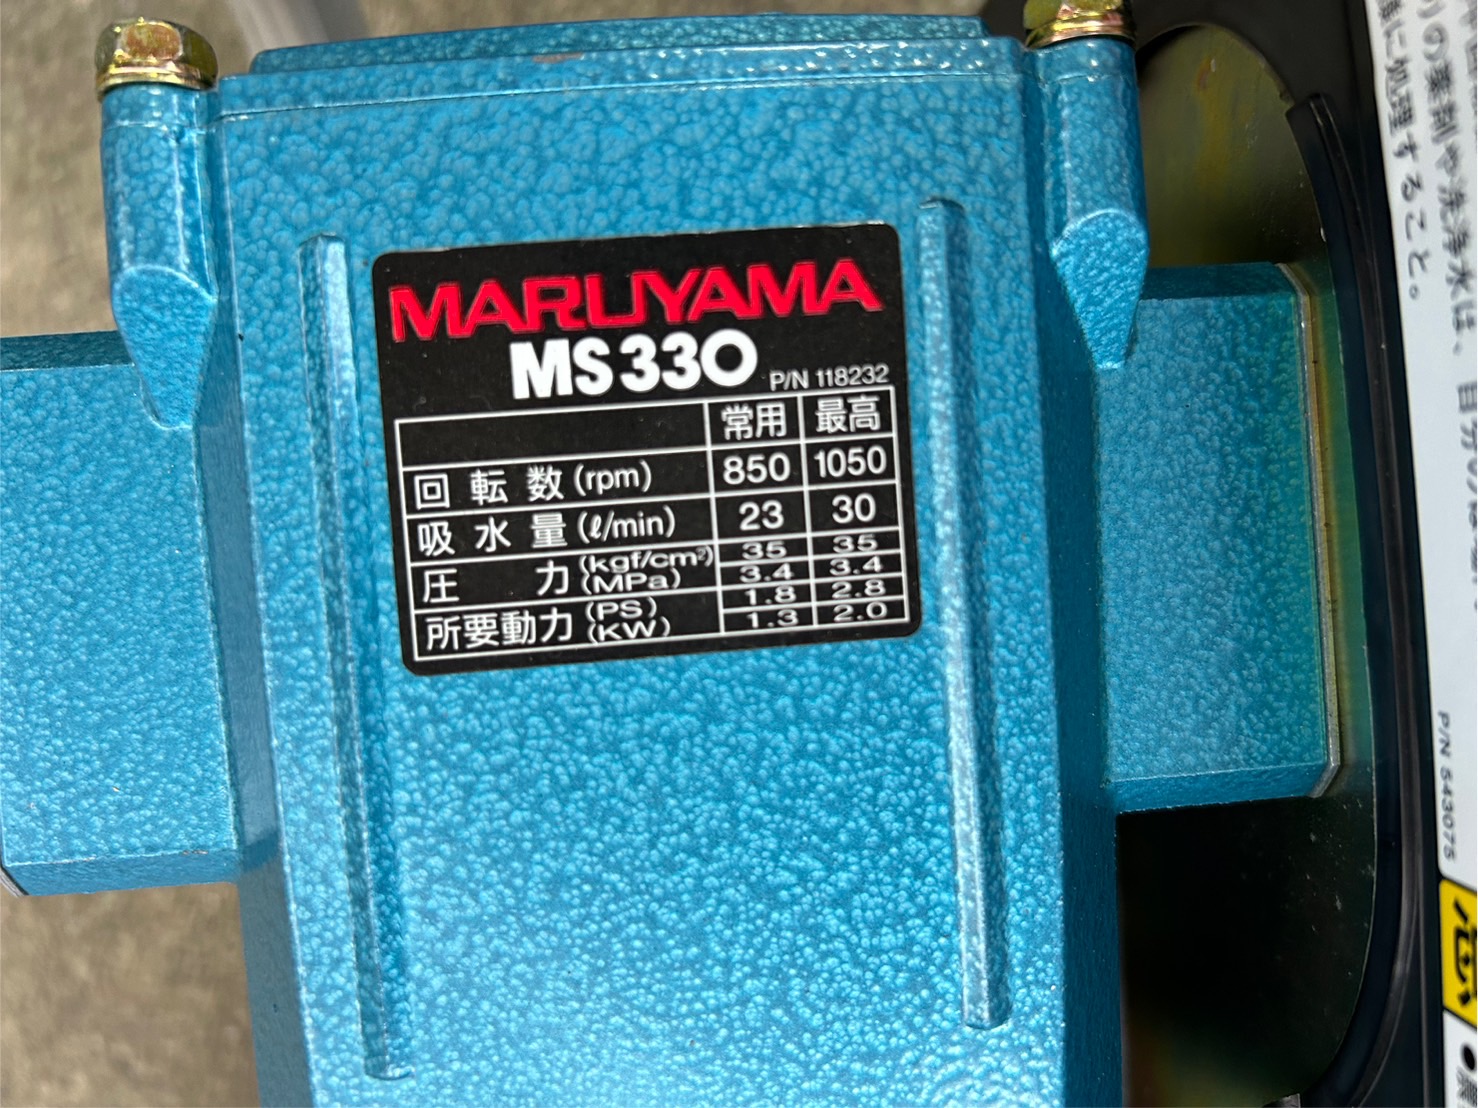 MARUYAMA
MS330 P/N 118232
常用 最高
回転数(rpm) 850 1050
吸水量(ℓ/min) 23 30
圧力(kgf/cm²) 35 35
(MPa) 3.4 3.4
所要動力(PS) 1.8 2.8
(KW) 1.3 2.0
の薬剤や洗浄水は、自分
に処理すること。
P/N 543075